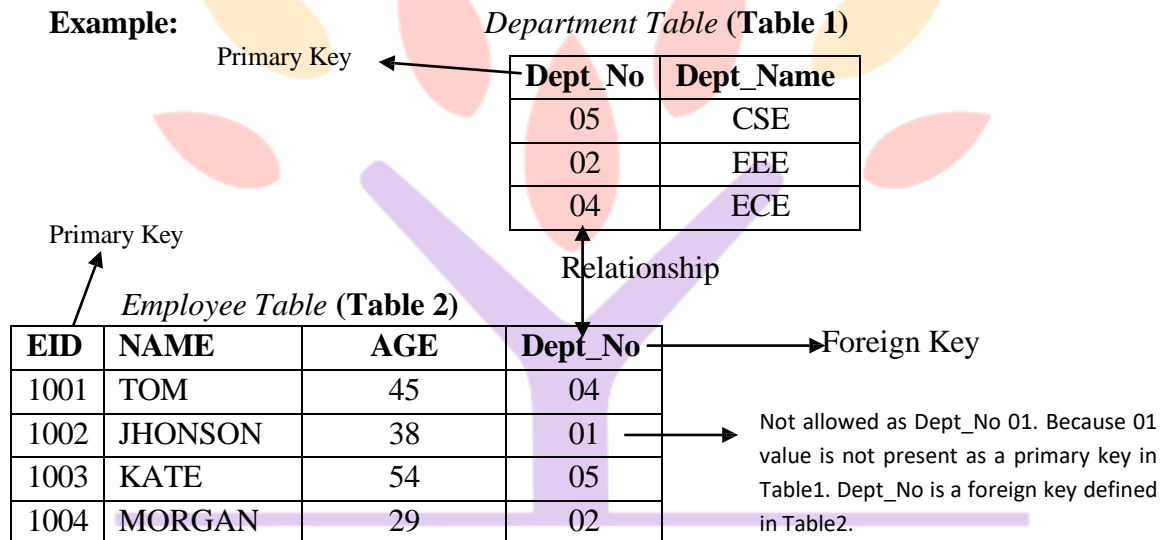 Example:
Department Table (Table 1)
Primary Key
Dept_No Dept_Name
05 CSE
02 EEE
04 ECE
Primary Key
Relationship
Employee Table (Table 2)
EID NAME AGE Dept_No
Foreign Key
1001 TOM 45 04
1002 JHONSON 38 01
1003 KATE 54 05
1004 MORGAN 29 02
Not allowed as Dept_No 01. Because 01
value is not present as a primary key in
Table1. Dept_No is a foreign key defined
in Table2.